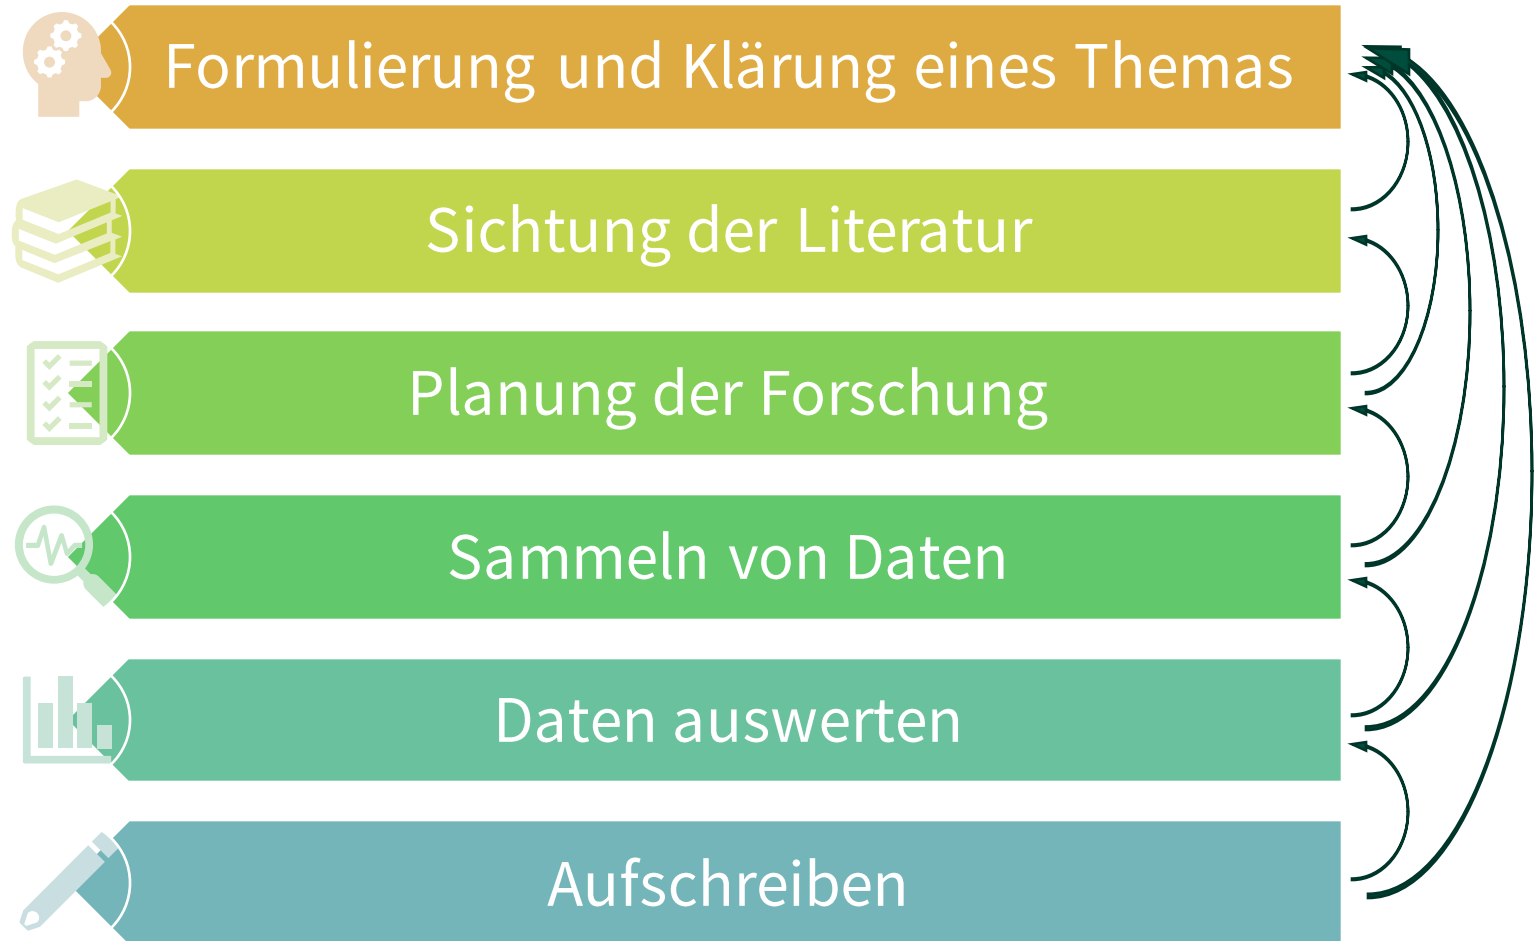 Formulierung und Klärung eines Themas
Sichtung der Literatur
Planung der Forschung
Sammeln von Daten
Daten auswerten
Aufschreiben